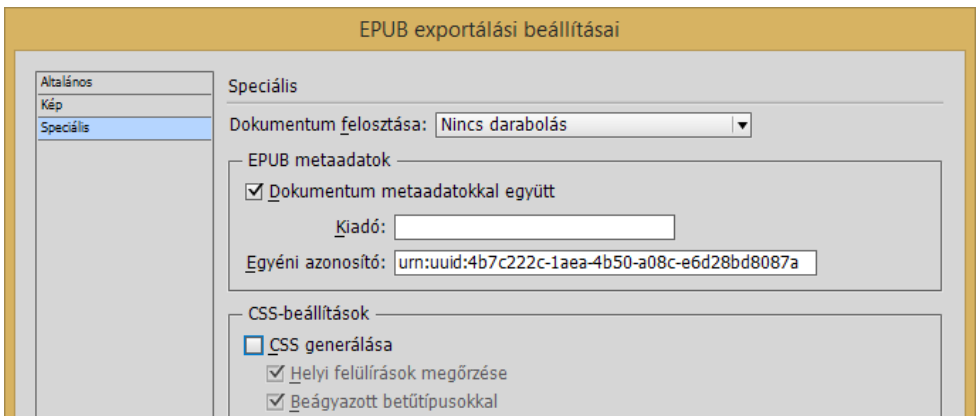 EPUB exportálási beállításai
Általános
Kép
Speciális
Speciális
Dokumentum felosztása: Nincs darabolás
EPUB metaadatok
Dokumentum metaadatokkal együtt
Kiadó:
Egyéni azonosító: urn:uuid:4b7c222c-1aea-4b50-a08c-e6d28bd8087a
CSS-beállítások
CSS generálása
Helyi felülírások megőrzése
Beágyazott betűtípusokkal